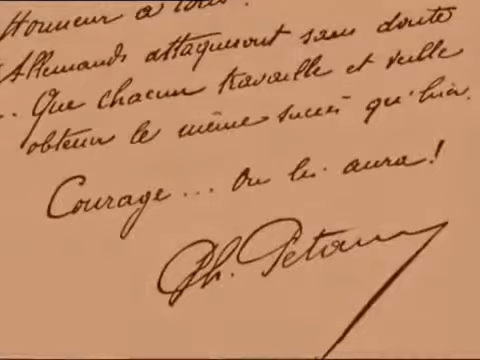 Honneur à tous !
Allemands attaqueront sans doute
.. Que chacun travaille et veille
obtenir le même succès qu'hier.
Courage ... On les aura !
Ph. Pétain